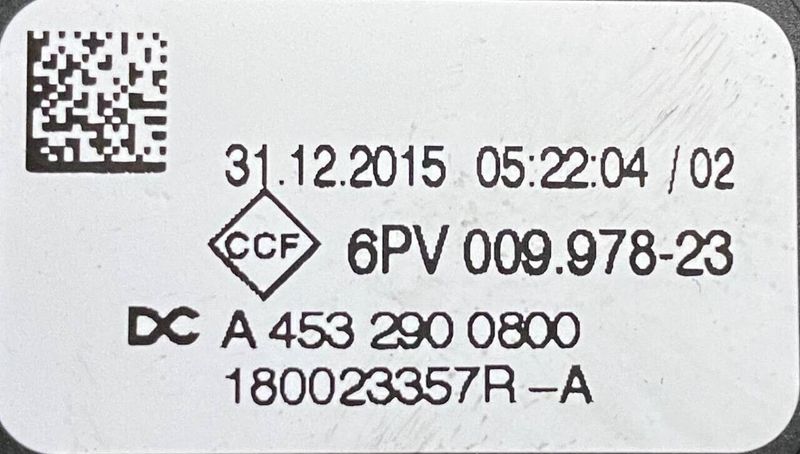 31.12.2015 05:22:04 / 02
CCF 6PV 009.978-23
DC A 453 290 0800
180023357R -A